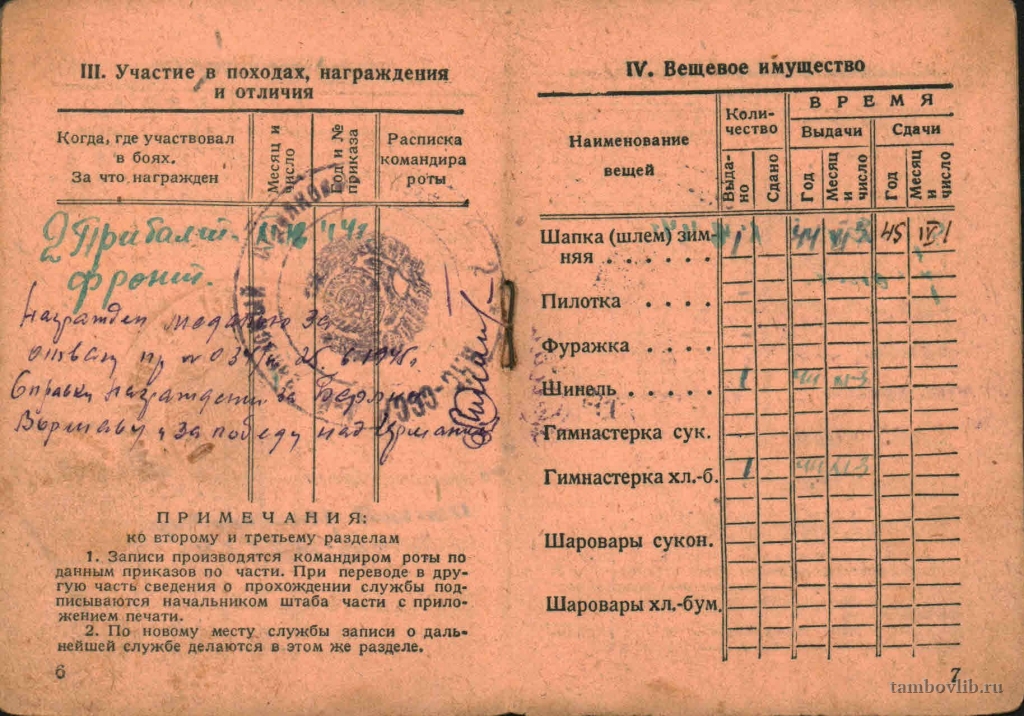 III. Участие в походах, награждения
и отличия
Когда, где участвовал
в боях.
За что награжден
Месяц и
число
Год и №
приказа
Расписка
командира
роты
2 Прибалт.
фронт.
Награжден медалью За
отвагу пр №
Справки награжден за Берлин
Варшаву и за победу над Германией
ПРИМЕЧАНИЯ:
ко второму и третьему разделам
1. Записи производятся командиром роты по
данным приказов по части. При переводе в дру-
гую часть сведения о прохождении службы под-
писываются начальником штаба части с прило-
жением печати.
2. По новому месту службы записи о даль-
нейшей службе делаются в этом же разделе.
6
IV. Вещевое имущество
Наименование
вещей
Коли-
чество
ВРЕМЯ
Выдачи
Сдачи
Выда-
но
Сдано
Год
Месяц
и
число
Год
Месяц
и
число
Шапка (шлем) зим-
няя . . . . . . 1 44 45
Пилотка . . . .
Фуражка . . . .
Шинель . . . . . 1
Гимнастерка сук.
Гимнастерка хл.-б. 1
Шаровары сукон.
Шаровары хл.-бум.
7
tambovlib.ru